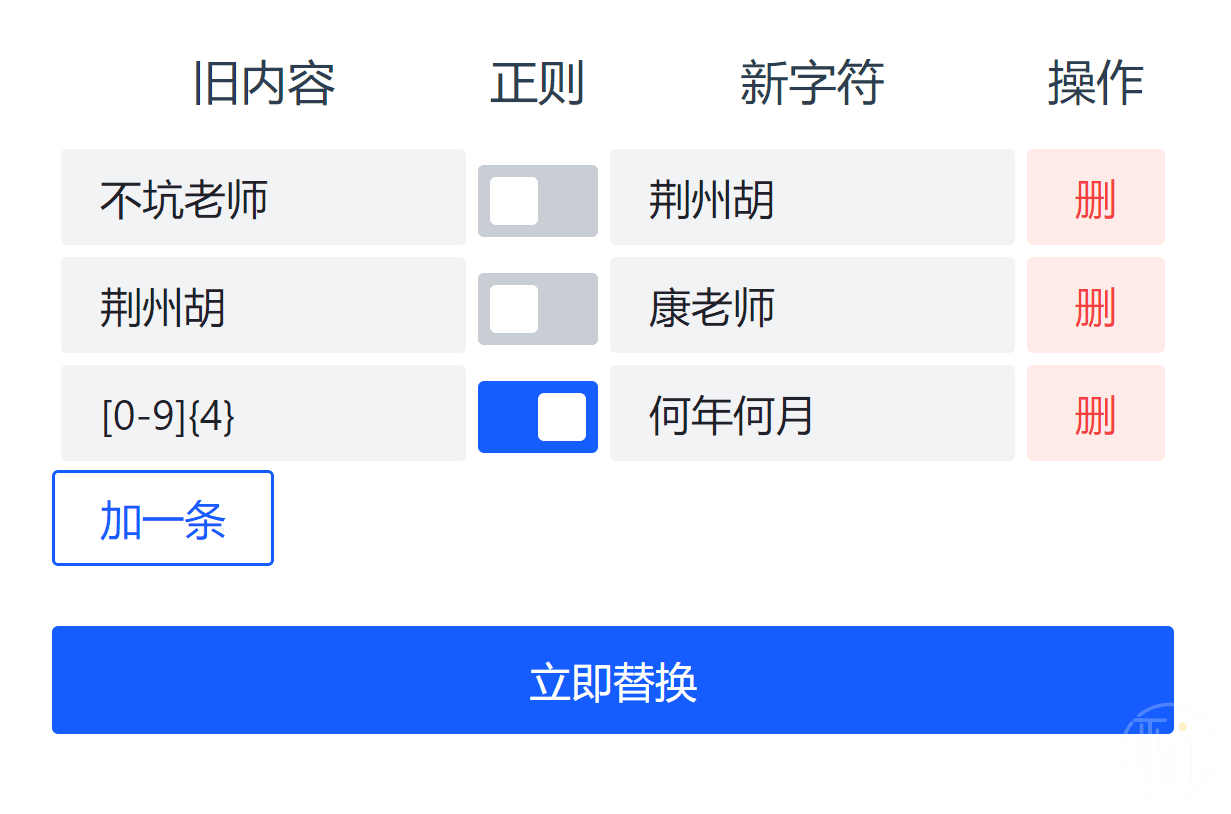 旧内容 正则 新字符 操作
不坑老师 荆州胡 删
荆州胡 康老师 删
[0-9]{4} 何年何月 删
加一条
立即替换